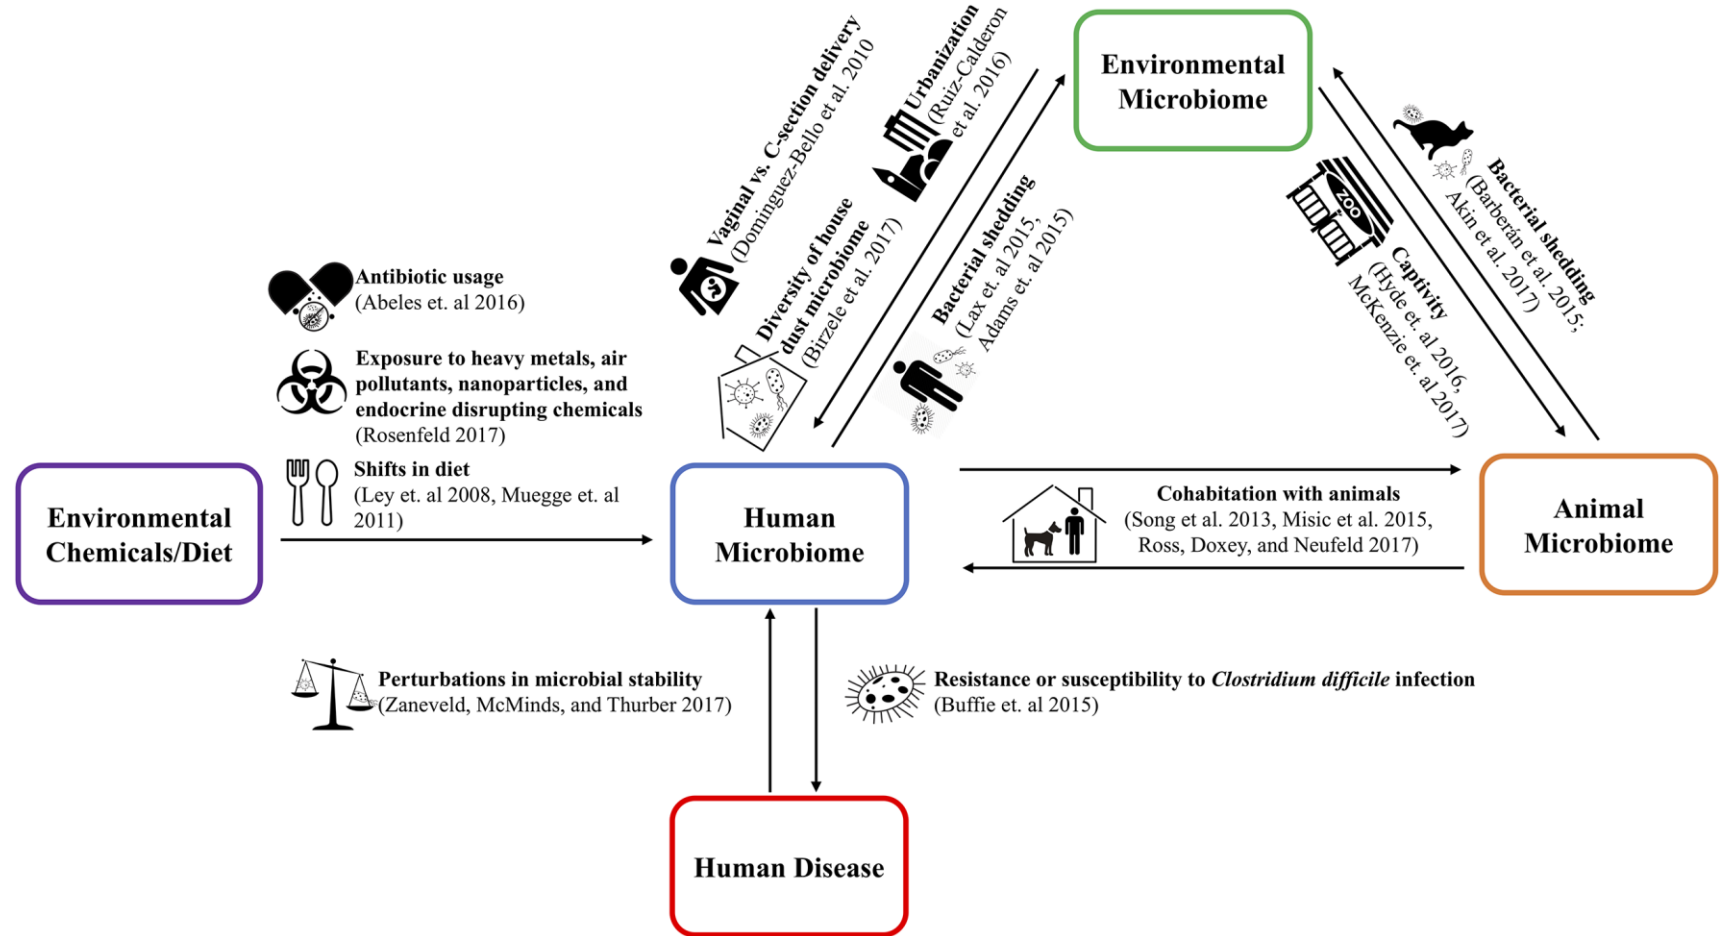 Environmental
Microbiome
Vaginal vs. C-section delivery
(Dominguez-Bello et al. 2010
Urbanization
(Ruiz-Calderon
et al. 2016)
Diversity of house
dust microbiome
(Birzele et al. 2017)
Bacterial shedding
(Lax et. al 2015,
Adams et. al 2015)
ZOO
Captivity
(Hyde et. al 2016,
McKenzie et. al 2017)
Bacterial shedding
(Barberán et al. 2015;
Akin et al. 2017)
Antibiotic usage
(Abeles et. al 2016)
Exposure to heavy metals, air
pollutants, nanoparticles, and
endocrine disrupting chemicals
(Rosenfeld 2017)
Shifts in diet
(Ley et. al 2008, Muegge et. al
2011)
Environmental
Chemicals/Diet
Human
Microbiome
Cohabitation with animals
(Song et al. 2013, Misic et al. 2015,
Ross, Doxey, and Neufeld 2017)
Animal
Microbiome
Perturbations in microbial stability
(Zaneveld, McMinds, and Thurber 2017)
Resistance or susceptibility to Clostridium difficile infection
(Buffie et. al 2015)
Human Disease